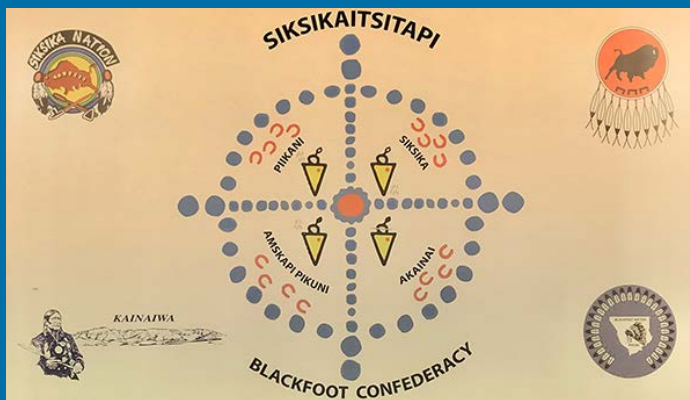 SIKSIKAITSITAPI
SIKSIKA NATION
PIIKANI
SIKSIKA
AMSKAPI PIKUNI
AKAINAI
KAINAIWA
BLACKFOOT CONFEDERACY